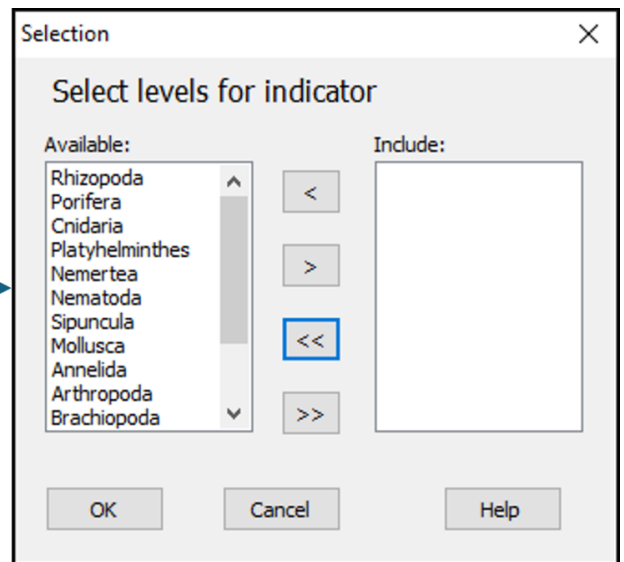 Selection
Select levels for indicator
Available:
Include:
Rhizopoda
Porifera
Cnidaria
Platyhelminthes
Nemertea
Nematoda
Sipuncula
Mollusca
Annelida
Arthropoda
Brachiopoda
<
>
<<
>>
OK
Cancel
Help